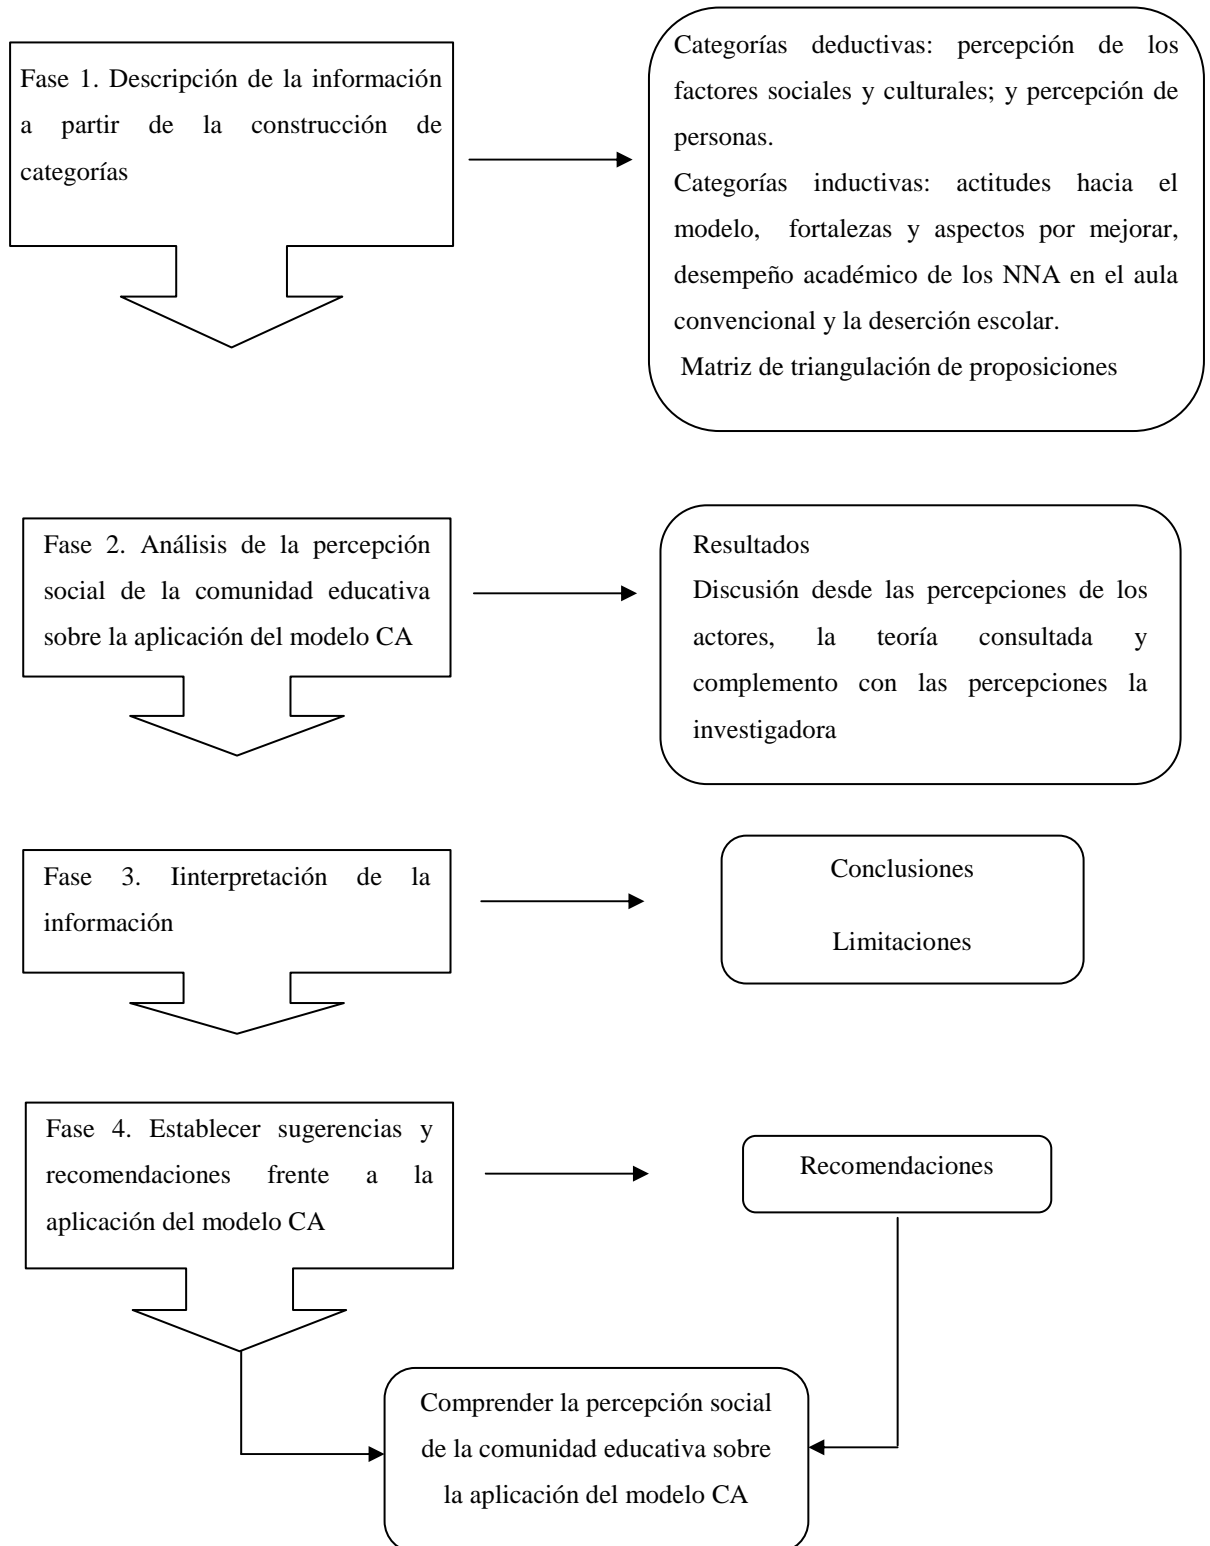 Fase 1. Descripción de la información
a partir de la construcción de
categorías
Categorías deductivas: percepción de los
factores sociales y culturales; y percepción de
personas.
Categorías inductivas: actitudes hacia el
modelo, fortalezas y aspectos por mejorar,
desempeño académico de los NNA en el aula
convencional y la deserción escolar.
Matriz de triangulación de proposiciones
Fase 2. Análisis de la percepción
social de la comunidad educativa
sobre la aplicación del modelo CA
Resultados
Discusión desde las percepciones de los
actores, la teoría consultada y
complemento con las percepciones la
investigadora
Fase 3. Iinterpretación de la
información
Conclusiones
Limitaciones
Fase 4. Establecer sugerencias y
recomendaciones frente a la
aplicación del modelo CA
Recomendaciones
Comprender la percepción social
de la comunidad educativa sobre
la aplicación del modelo CA